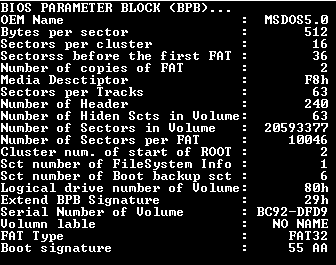 BIOS PARAMETER BLOCK (BPB)...
OEM Name : MSDOS5.0
Bytes per sector : 512
Sectors per cluster : 16
Sectorss before the first FAT : 36
Number of copies of FAT : 2
Media Desctiptor : F8h
Sectors per Tracks : 63
Number of Header : 240
Number of Hiden Scts in Volume : 63
Number of Sectors in Volume : 20593377
Number of Sectors per FAT : 10046
Cluster num. of start of ROOT : 2
Sct number of FileSystem Info : 1
Sct number of Boot backup sct : 6
Logical drive number of Volume : 80h
Extend BPB Signature : 29h
Serial Number of Volume : BC92-DFD9
Volumn lable : NO NAME
FAT Type : FAT32
Boot signature : 55 AA